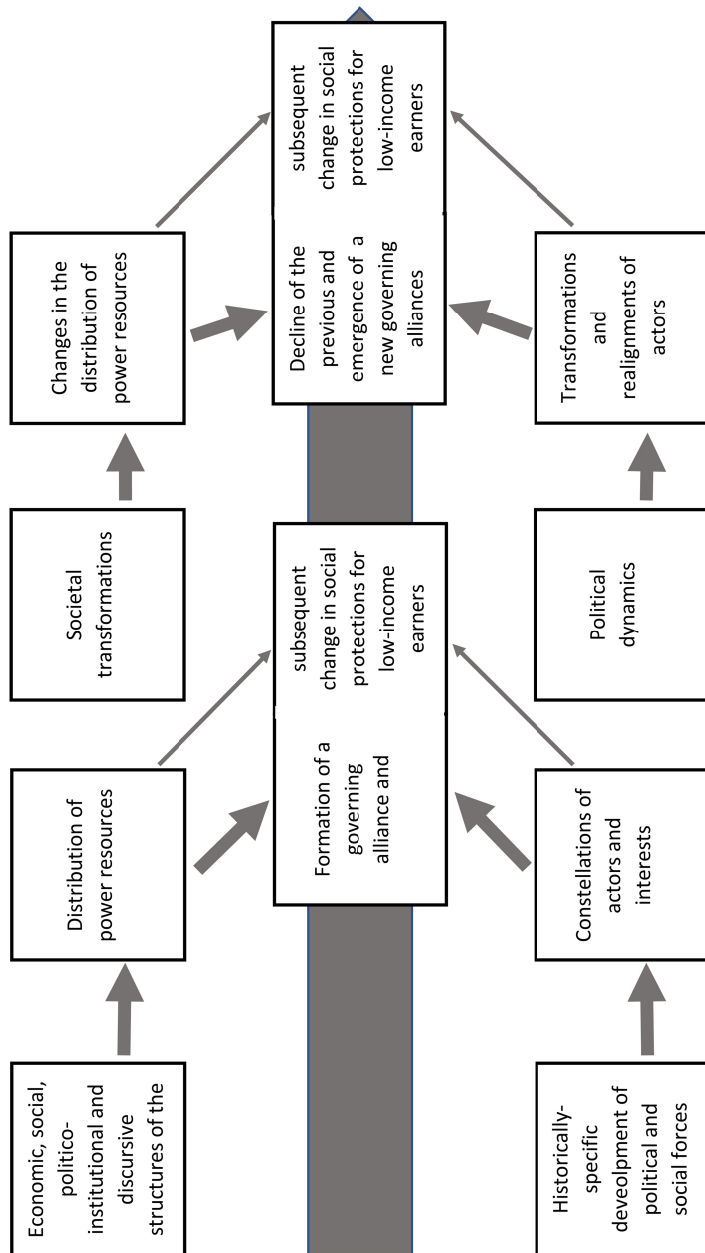 Economic, social,
politico-
institutional and
discursive
structures of the
Distribution of
power resources
Societal
transformations
Changes in the
distribution of
power resources
Formation of a
governing
alliance and
subsequent
change in social
protections for
low-income
earners
Decline of the
previous and
emergence of a
new governing
alliances
subsequent
change in social
protections for
low-income
earners
Historically-
specific
deveolpment of
political and
social forces
Constellations of
actors and
interests
Political
dynamics
Transformations
and
realignments of
actors